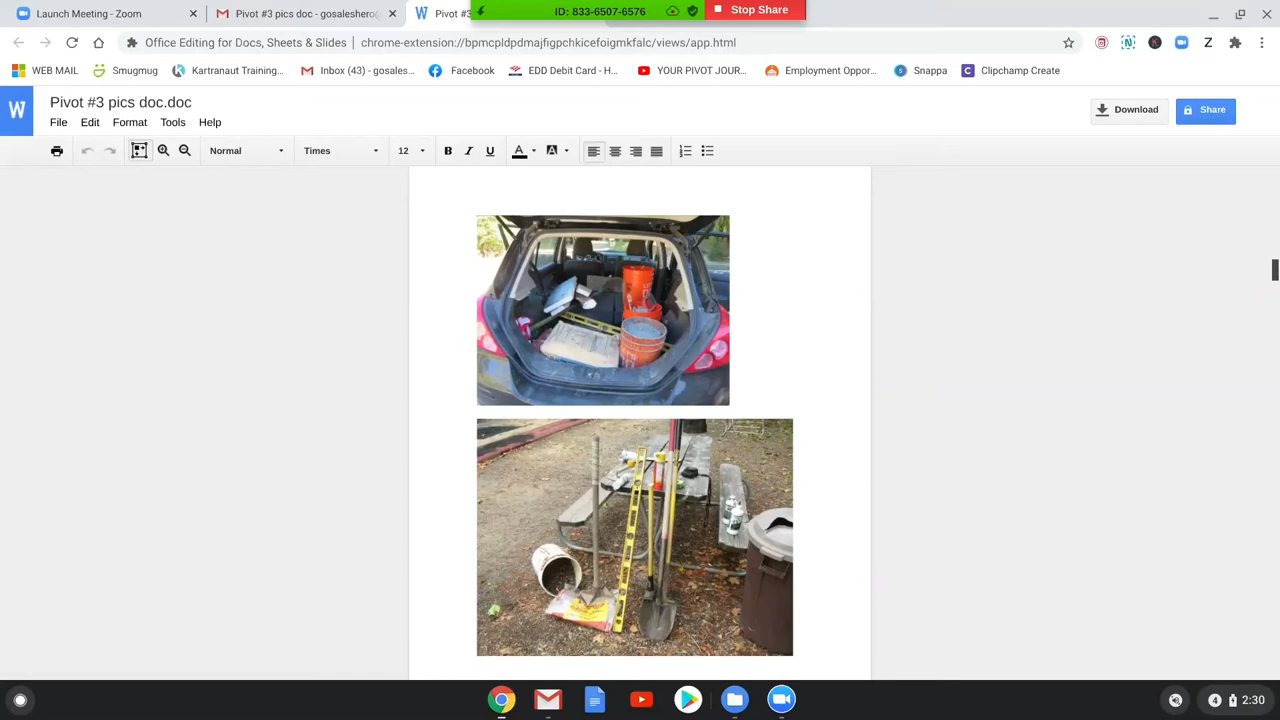 Launch Meeting - Zoom
Pivot #3 pics doc - gosaleshero
Pivot #3
ID: 833-6507-6576
Stop Share
Office Editing for Docs, Sheets & Slides
chrome-extension://bpmcpldpdmajfigpchkicefoigmkfalc/views/app.html
WEB MAIL
Smugmug
Kartranaut Training...
Inbox (43) - gosales...
Facebook
EDD Debit Card - H...
YOUR PIVOT JOUR...
Employment Oppor...
Snappa
Clipchamp Create
W
Pivot #3 pics doc.doc
File Edit Format Tools Help
Download
Share
Normal
Times
12
B I U A A
4
2:30